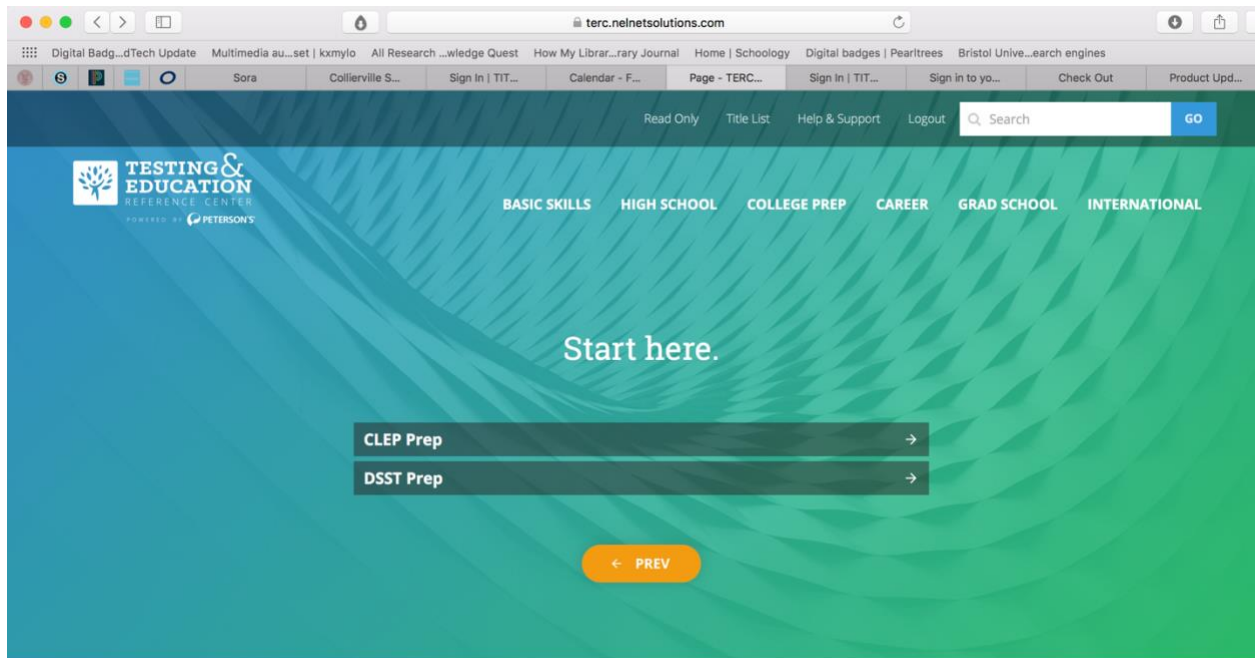 terc.nelnetsolutions.com
Digital Badg...dTech Update Multimedia au...set | kxmylo All Research ...wledge Quest How My Librar...rary Journal Home | Schoology Digital badges | Pearltrees Bristol Unive...earch engines
Sora Collierville S... Sign In | TIT... Calendar - F... Page - TERC... Sign In | TIT... Sign in to yo... Check Out Product Upd...
Read Only Title List Help & Support Logout Search GO
TESTING &
EDUCATION
REFERENCE CENTER
POWERED BY PETERSON'S
BASIC SKILLS HIGH SCHOOL COLLEGE PREP CAREER GRAD SCHOOL INTERNATIONAL
Start here.
CLEP Prep →
DSST Prep →
← PREV